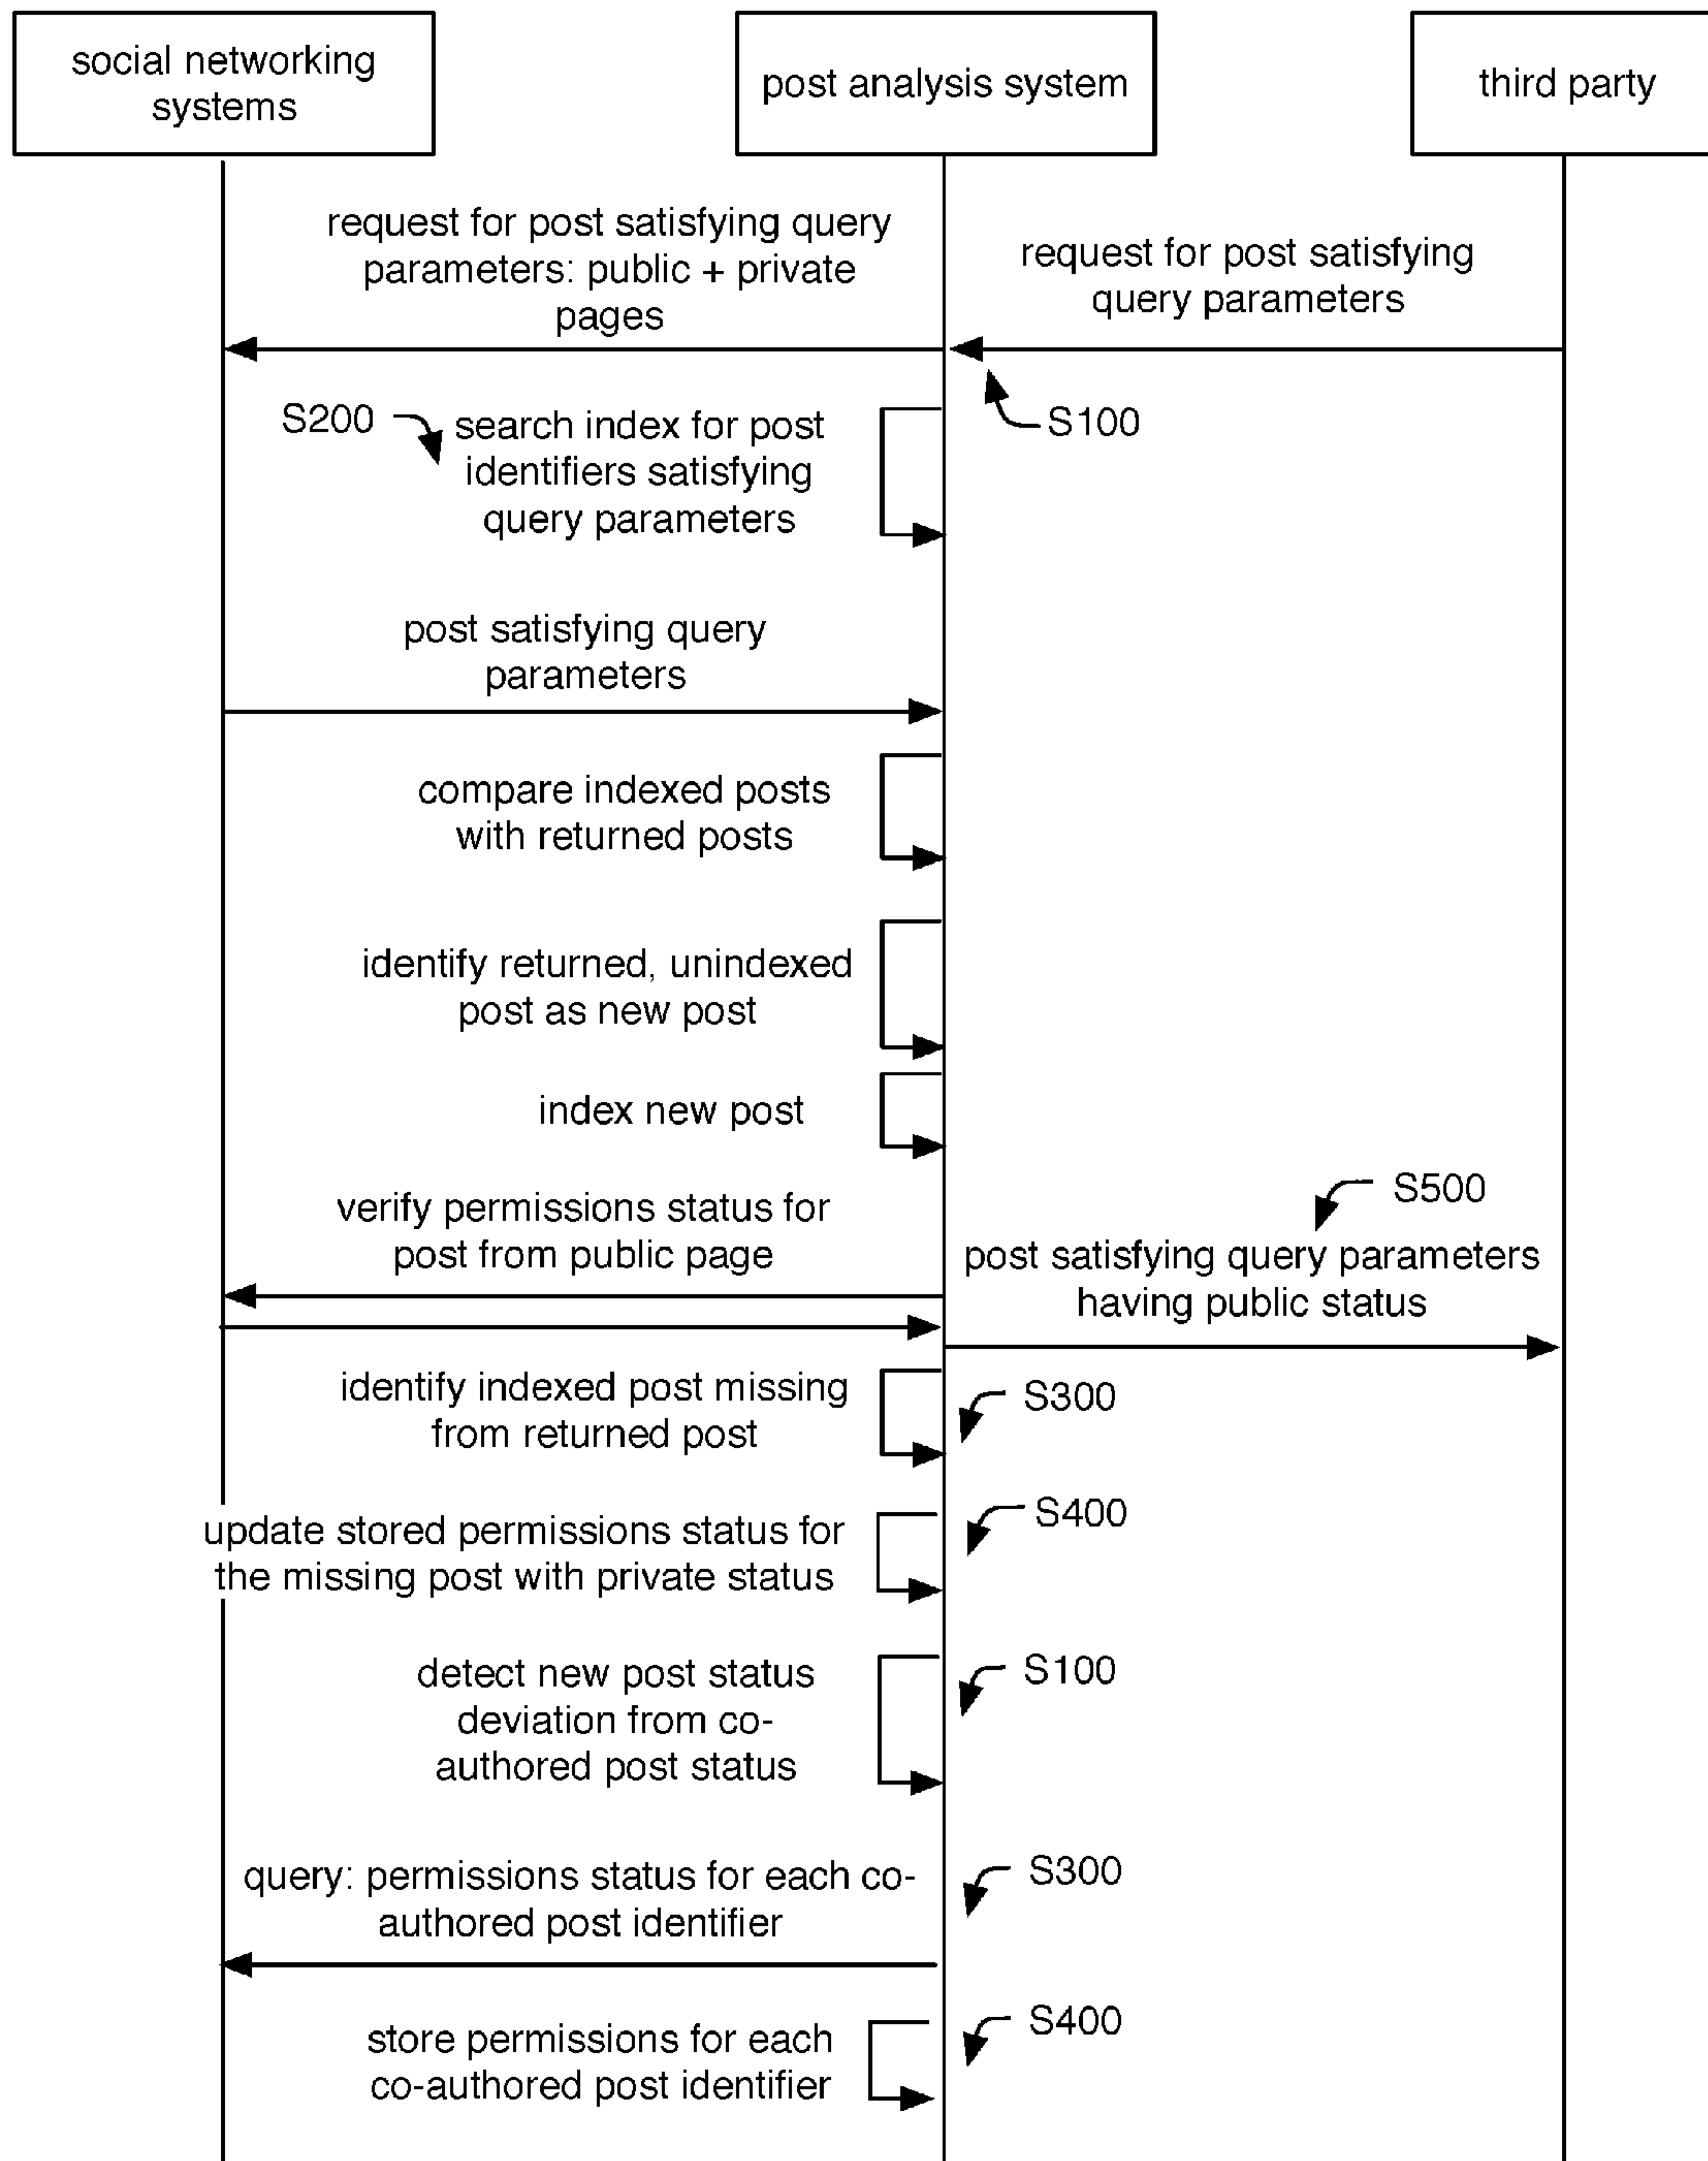 social networking
systems
post analysis system
third party
request for post satisfying query
parameters: public + private
pages
request for post satisfying
query parameters
S100
S200
search index for post
identifiers satisfying
query parameters
post satisfying query
parameters
compare indexed posts
with returned posts
identify returned, unindexed
post as new post
index new post
verify permissions status for
post from public page
S500
post satisfying query parameters
having public status
identify indexed post missing
from returned post
S300
update stored permissions status for
the missing post with private status
S400
detect new post status
deviation from co-
authored post status
S100
query: permissions status for each co-
authored post identifier
S300
store permissions for each
co-authored post identifier
S400